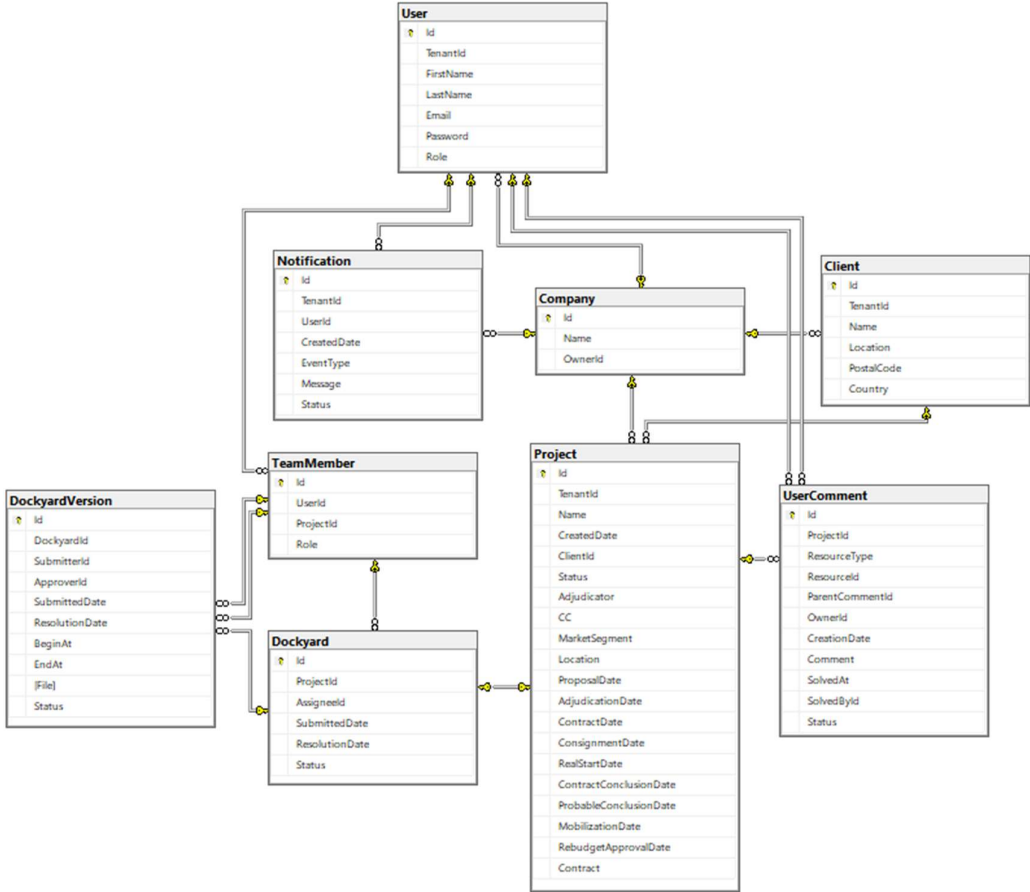 User
Id
TenantId
FirstName
LastName
Email
Password
Role
Notification
Id
TenantId
UserId
CreatedDate
EventType
Message
Status
Company
Id
Name
OwnerId
Client
Id
TenantId
Name
Location
PostalCode
Country
TeamMember
Id
UserId
ProjectId
Role
DockyardVersion
Id
DockyardId
SubmitterId
ApproverId
SubmittedDate
ResolutionDate
BeginAt
EndAt
[File]
Status
Dockyard
Id
ProjectId
AssigneeId
SubmittedDate
ResolutionDate
Status
Project
Id
TenantId
Name
CreatedDate
ClientId
Status
Adjudicator
CC
MarketSegment
Location
ProposalDate
AdjudicationDate
ContractDate
ConsignmentDate
RealStartDate
ContractConclusionDate
ProbableConclusionDate
MobilizationDate
RebudgetApprovalDate
Contract
UserComment
Id
ProjectId
ResourceType
ResourceId
ParentCommentId
OwnerId
CreationDate
Comment
SolvedAt
SolvedById
Status